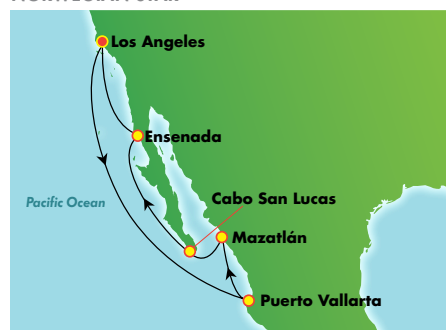 Los Angeles
Ensenada
Pacific Ocean
Cabo San Lucas
Mazatlán
Puerto Vallarta